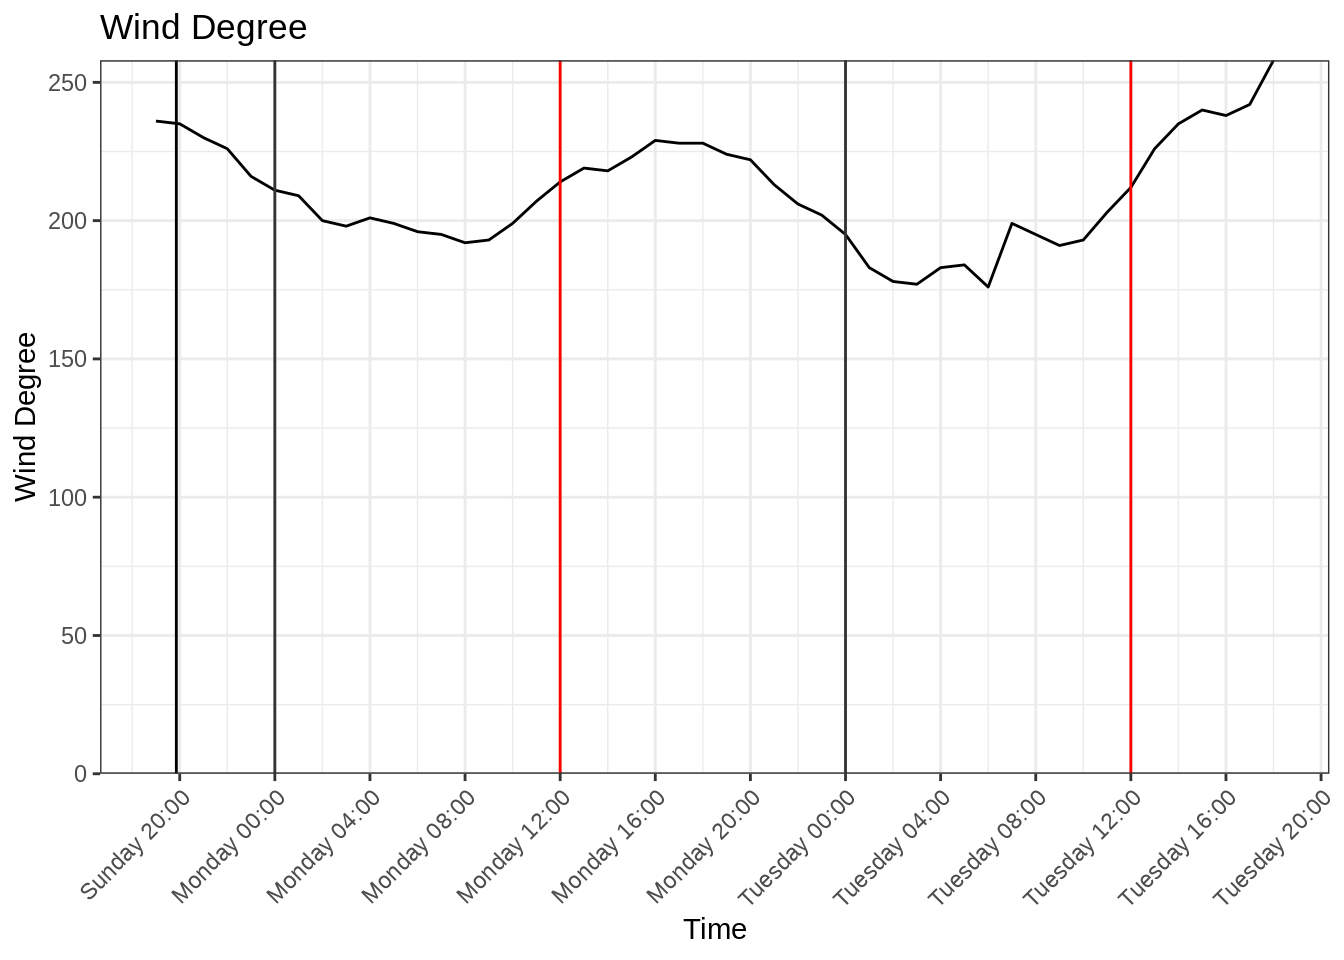 Wind Degree
Wind Degree
250
200
150
100
50
0
Sunday 20:00
Monday 00:00
Monday 04:00
Monday 08:00
Monday 12:00
Monday 16:00
Monday 20:00
Tuesday 00:00
Tuesday 04:00
Tuesday 08:00
Tuesday 12:00
Tuesday 16:00
Tuesday 20:00
Time